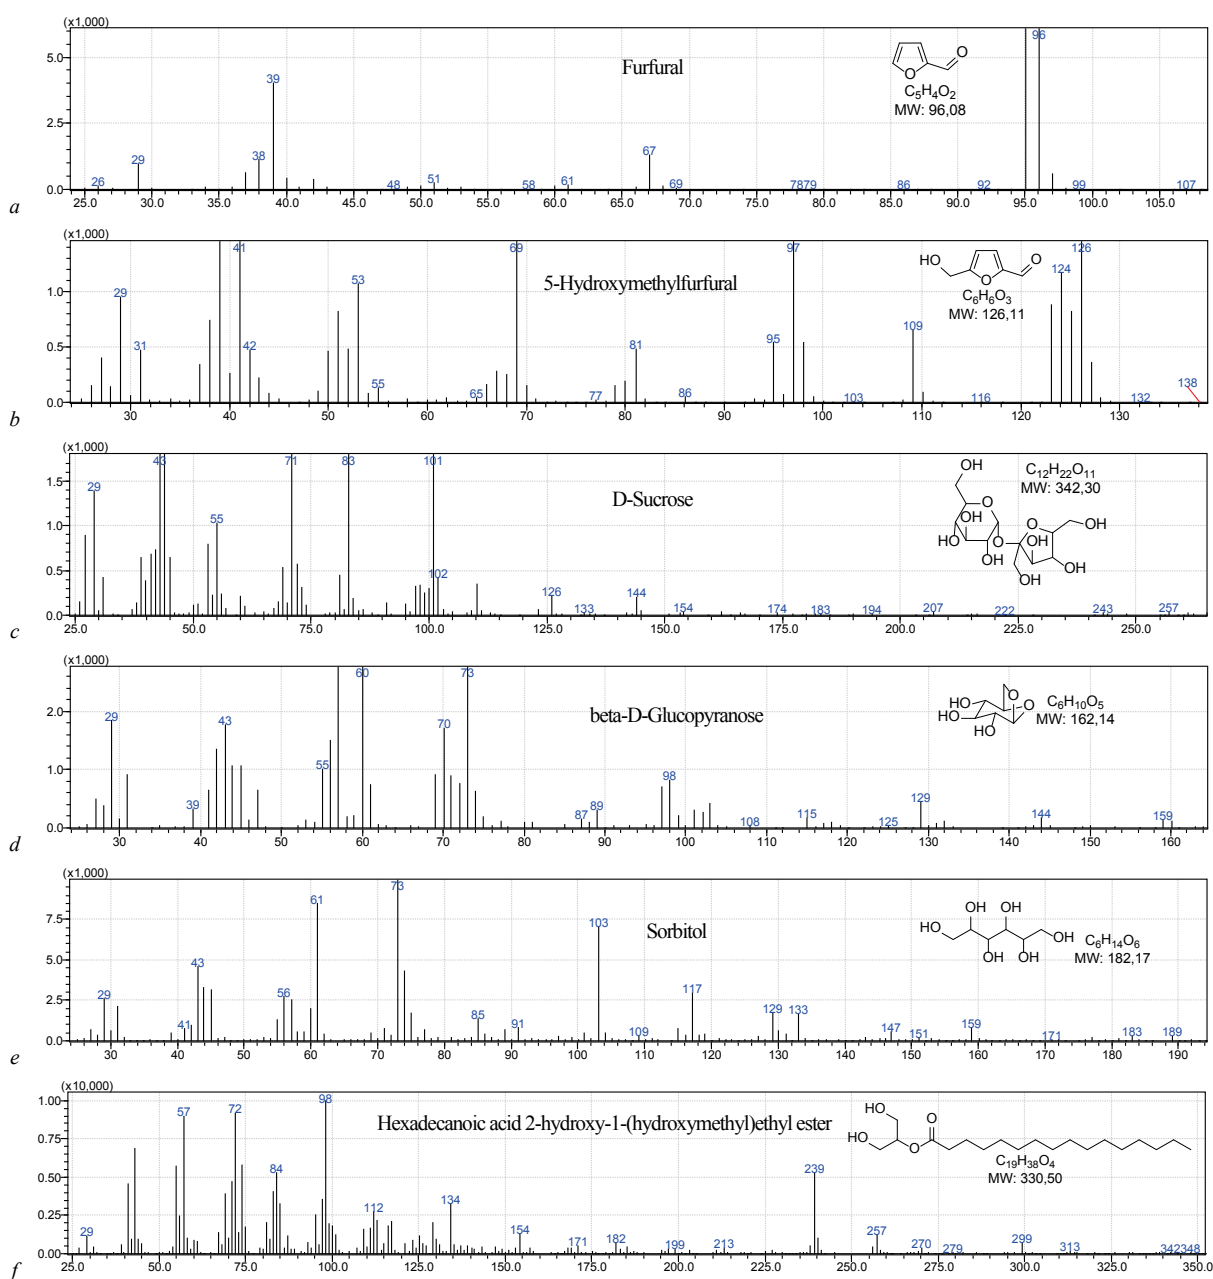 (x1,000)
Furfural
C5H4O2
MW: 96,08
5.0
2.5
0.0
26 29 38 39 48 51 58 61 67 69 7879 86 92 96 99 107
25.0 30.0 35.0 40.0 45.0 50.0 55.0 60.0 65.0 70.0 75.0 80.0 85.0 90.0 95.0 100.0 105.0
O
O
a
(x1,000)
5-Hydroxymethylfurfural
HO
O
O
C6H6O3
MW: 126,11
1.0
0.5
0.0
29 31 41 42 53 55 65 69 77 81 86 95 97 103 109 116 124 126 132 138
30 40 50 60 70 80 90 100 110 120 130
b
(x1,000)
D-Sucrose
C12H22O11
MW: 342,30
OH
O
OH
HO
OH
O
O
OH
OH
OH
OH
1.5
1.0
0.5
0.0
29 43 55 71 83 101 102 126 133 144 154 174 183 194 207 222 243 257
25.0 50.0 75.0 100.0 125.0 150.0 175.0 200.0 225.0 250.0
c
(x1,000)
beta-D-Glucopyranose
HO
HO
HO
O
O
C6H10O5
MW: 162,14
2.0
1.0
0.0
29 39 43 55 60 70 73 87 89 98 108 115 125 129 144 159
30 40 50 60 70 80 90 100 110 120 130 140 150 160
d
(x1,000)
Sorbitol
OH OH
HO
OH
OH OH
C6H14O6
MW: 182,17
7.5
5.0
2.5
0.0
29 41 43 56 61 73 85 91 103 109 117 129 133 147 151 159 171 183 189
30 40 50 60 70 80 90 100 110 120 130 140 150 160 170 180 190
e
(x10,000)
Hexadecanoic acid 2-hydroxy-1-(hydroxymethyl)ethyl ester
HO
HO
O
O
C19H38O4
MW: 330,50
1.00
0.75
0.50
0.25
0.00
29 57 72 84 98 112 134 154 171 182 199 213 239 257 270 279 299 313 342348
25.0 50.0 75.0 100.0 125.0 150.0 175.0 200.0 225.0 250.0 275.0 300.0 325.0 350.0
f